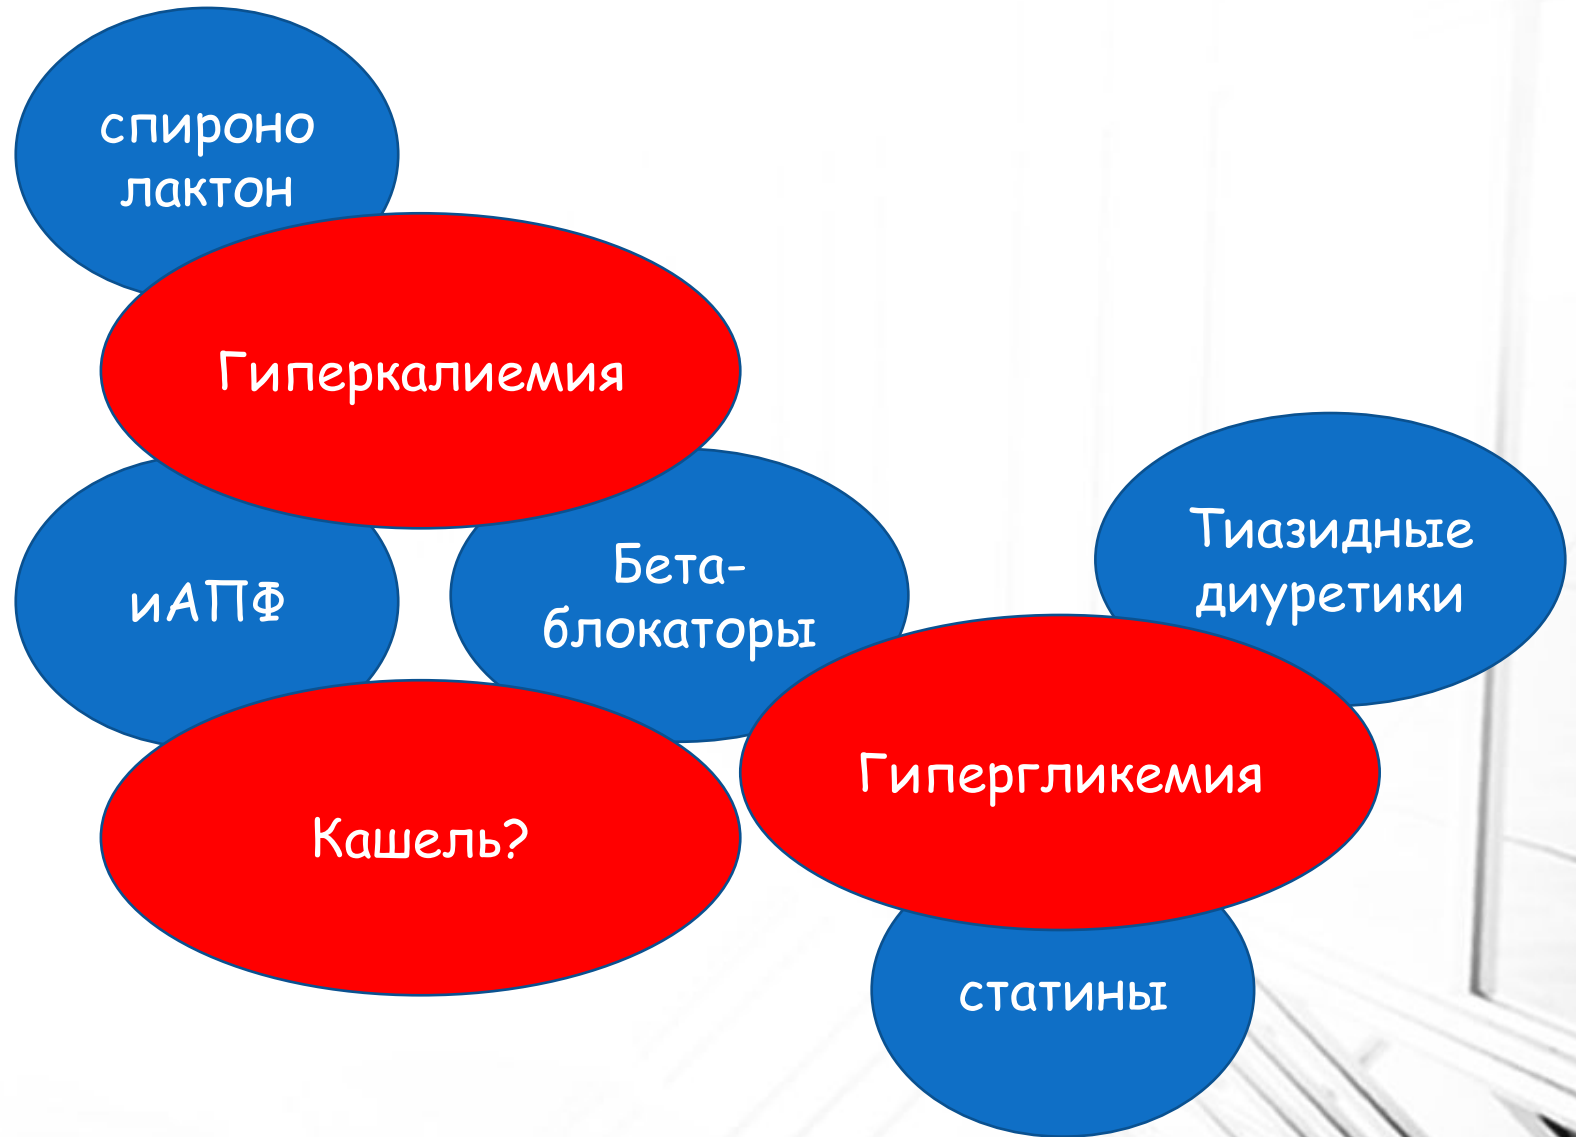 спироно
лактон
Гиперкалиемия
иАПФ
Бета-
блокаторы
Тиазидные
диуретики
Гипергликемия
Кашель?
статины